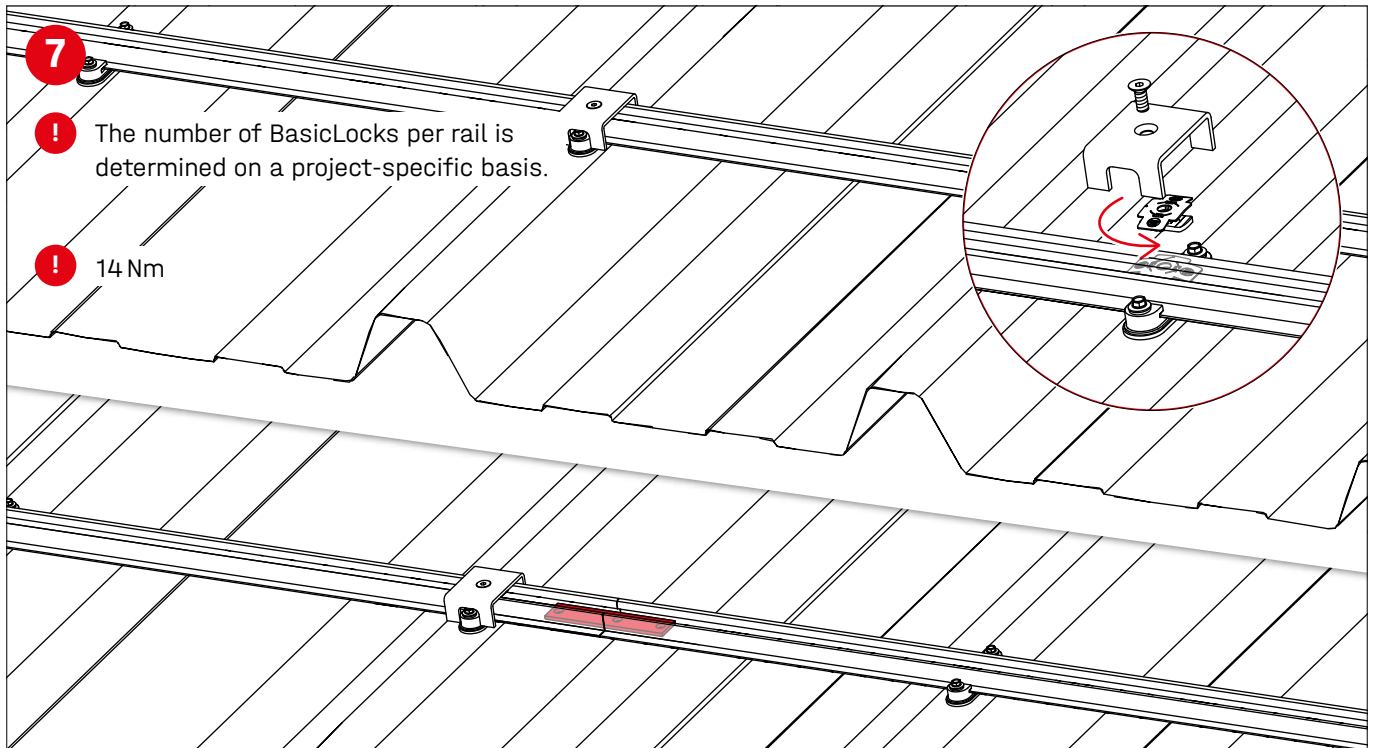 7
! The number of BasicLocks per rail is
determined on a project-specific basis.
! 14 Nm